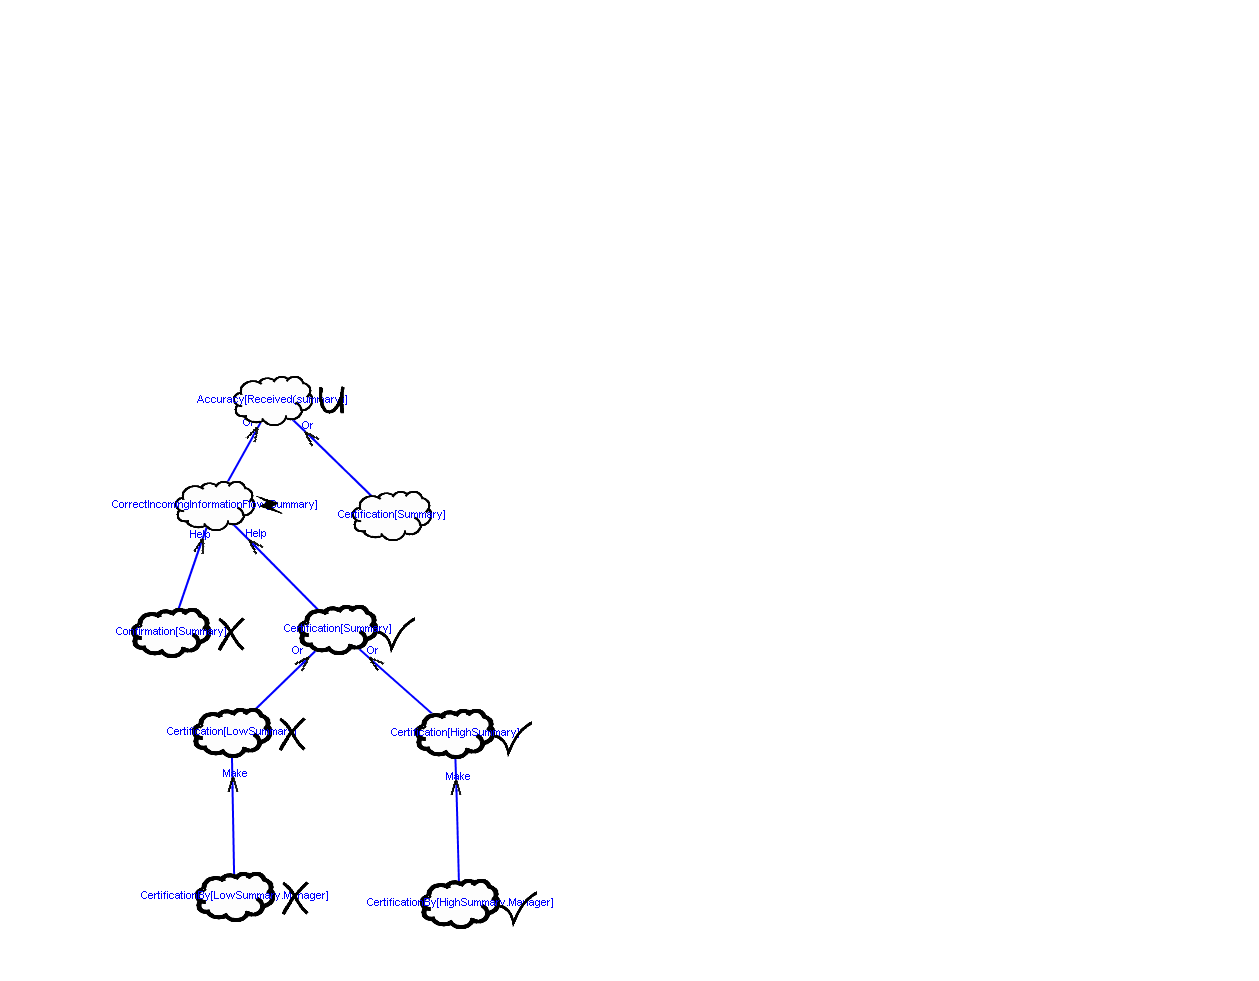 Accuracy[Received(summary)] U
Or
Or
CorrectIncomingInformationFlow[Summary]
Certification[Summary]
Help
Help
Confirmation[Summary]
Certification[Summary]
Or
Or
Certification[LowSummary]
Certification[HighSummary]
Make
Make
CertificationBy[LowSummary.Manager]
CertificationBy[HighSummary.Manager]